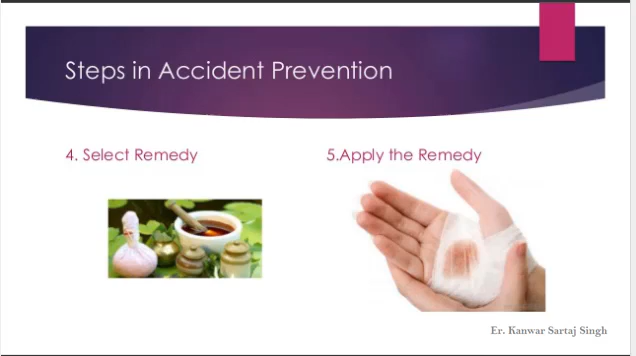 Steps in Accident Prevention
4. Select Remedy
5.Apply the Remedy
Er. Kanwar Sartaj Singh